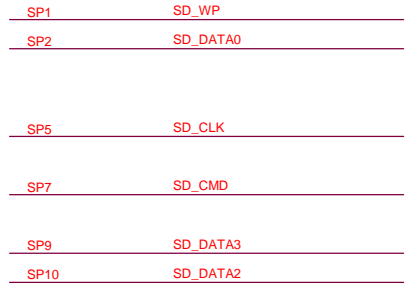 SP1 SD_WP
SP2 SD_DATA0
SP5 SD_CLK
SP7 SD_CMD
SP9 SD_DATA3
SP10 SD_DATA2